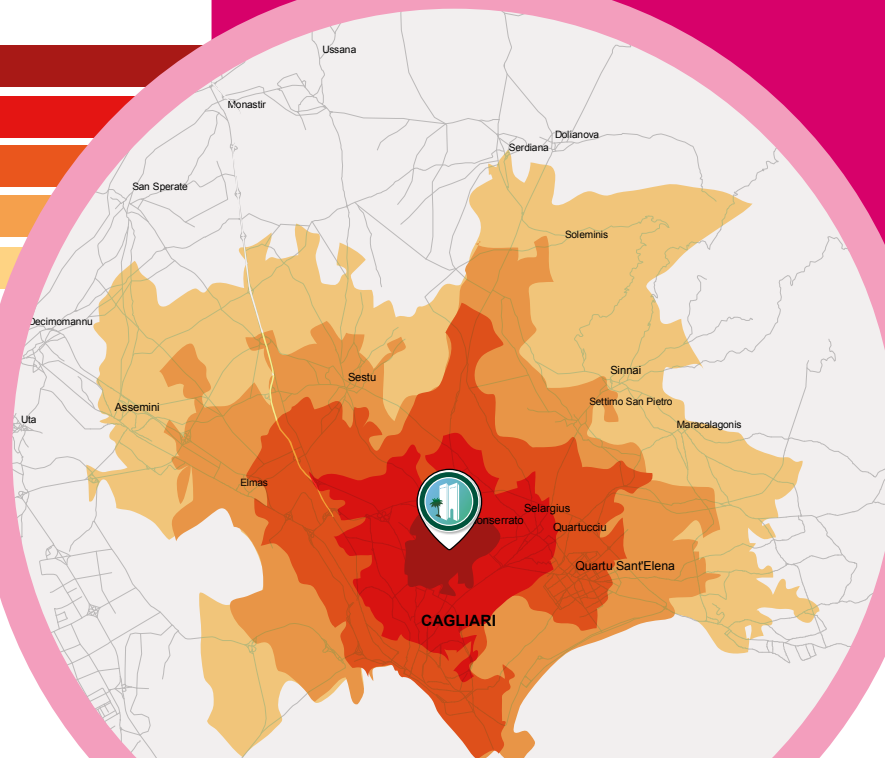 Ussana
Monastir
Dolianova
Serdiana
San Sperate
Soleminis
Decimomannu
Sinnai
Sestu
Settimo San Pietro
Assemini
Uta
Maracalagonis
Elmas
Selargius
onserrato
Quartucciu
Quartu Sant'Elena
CAGLIARI